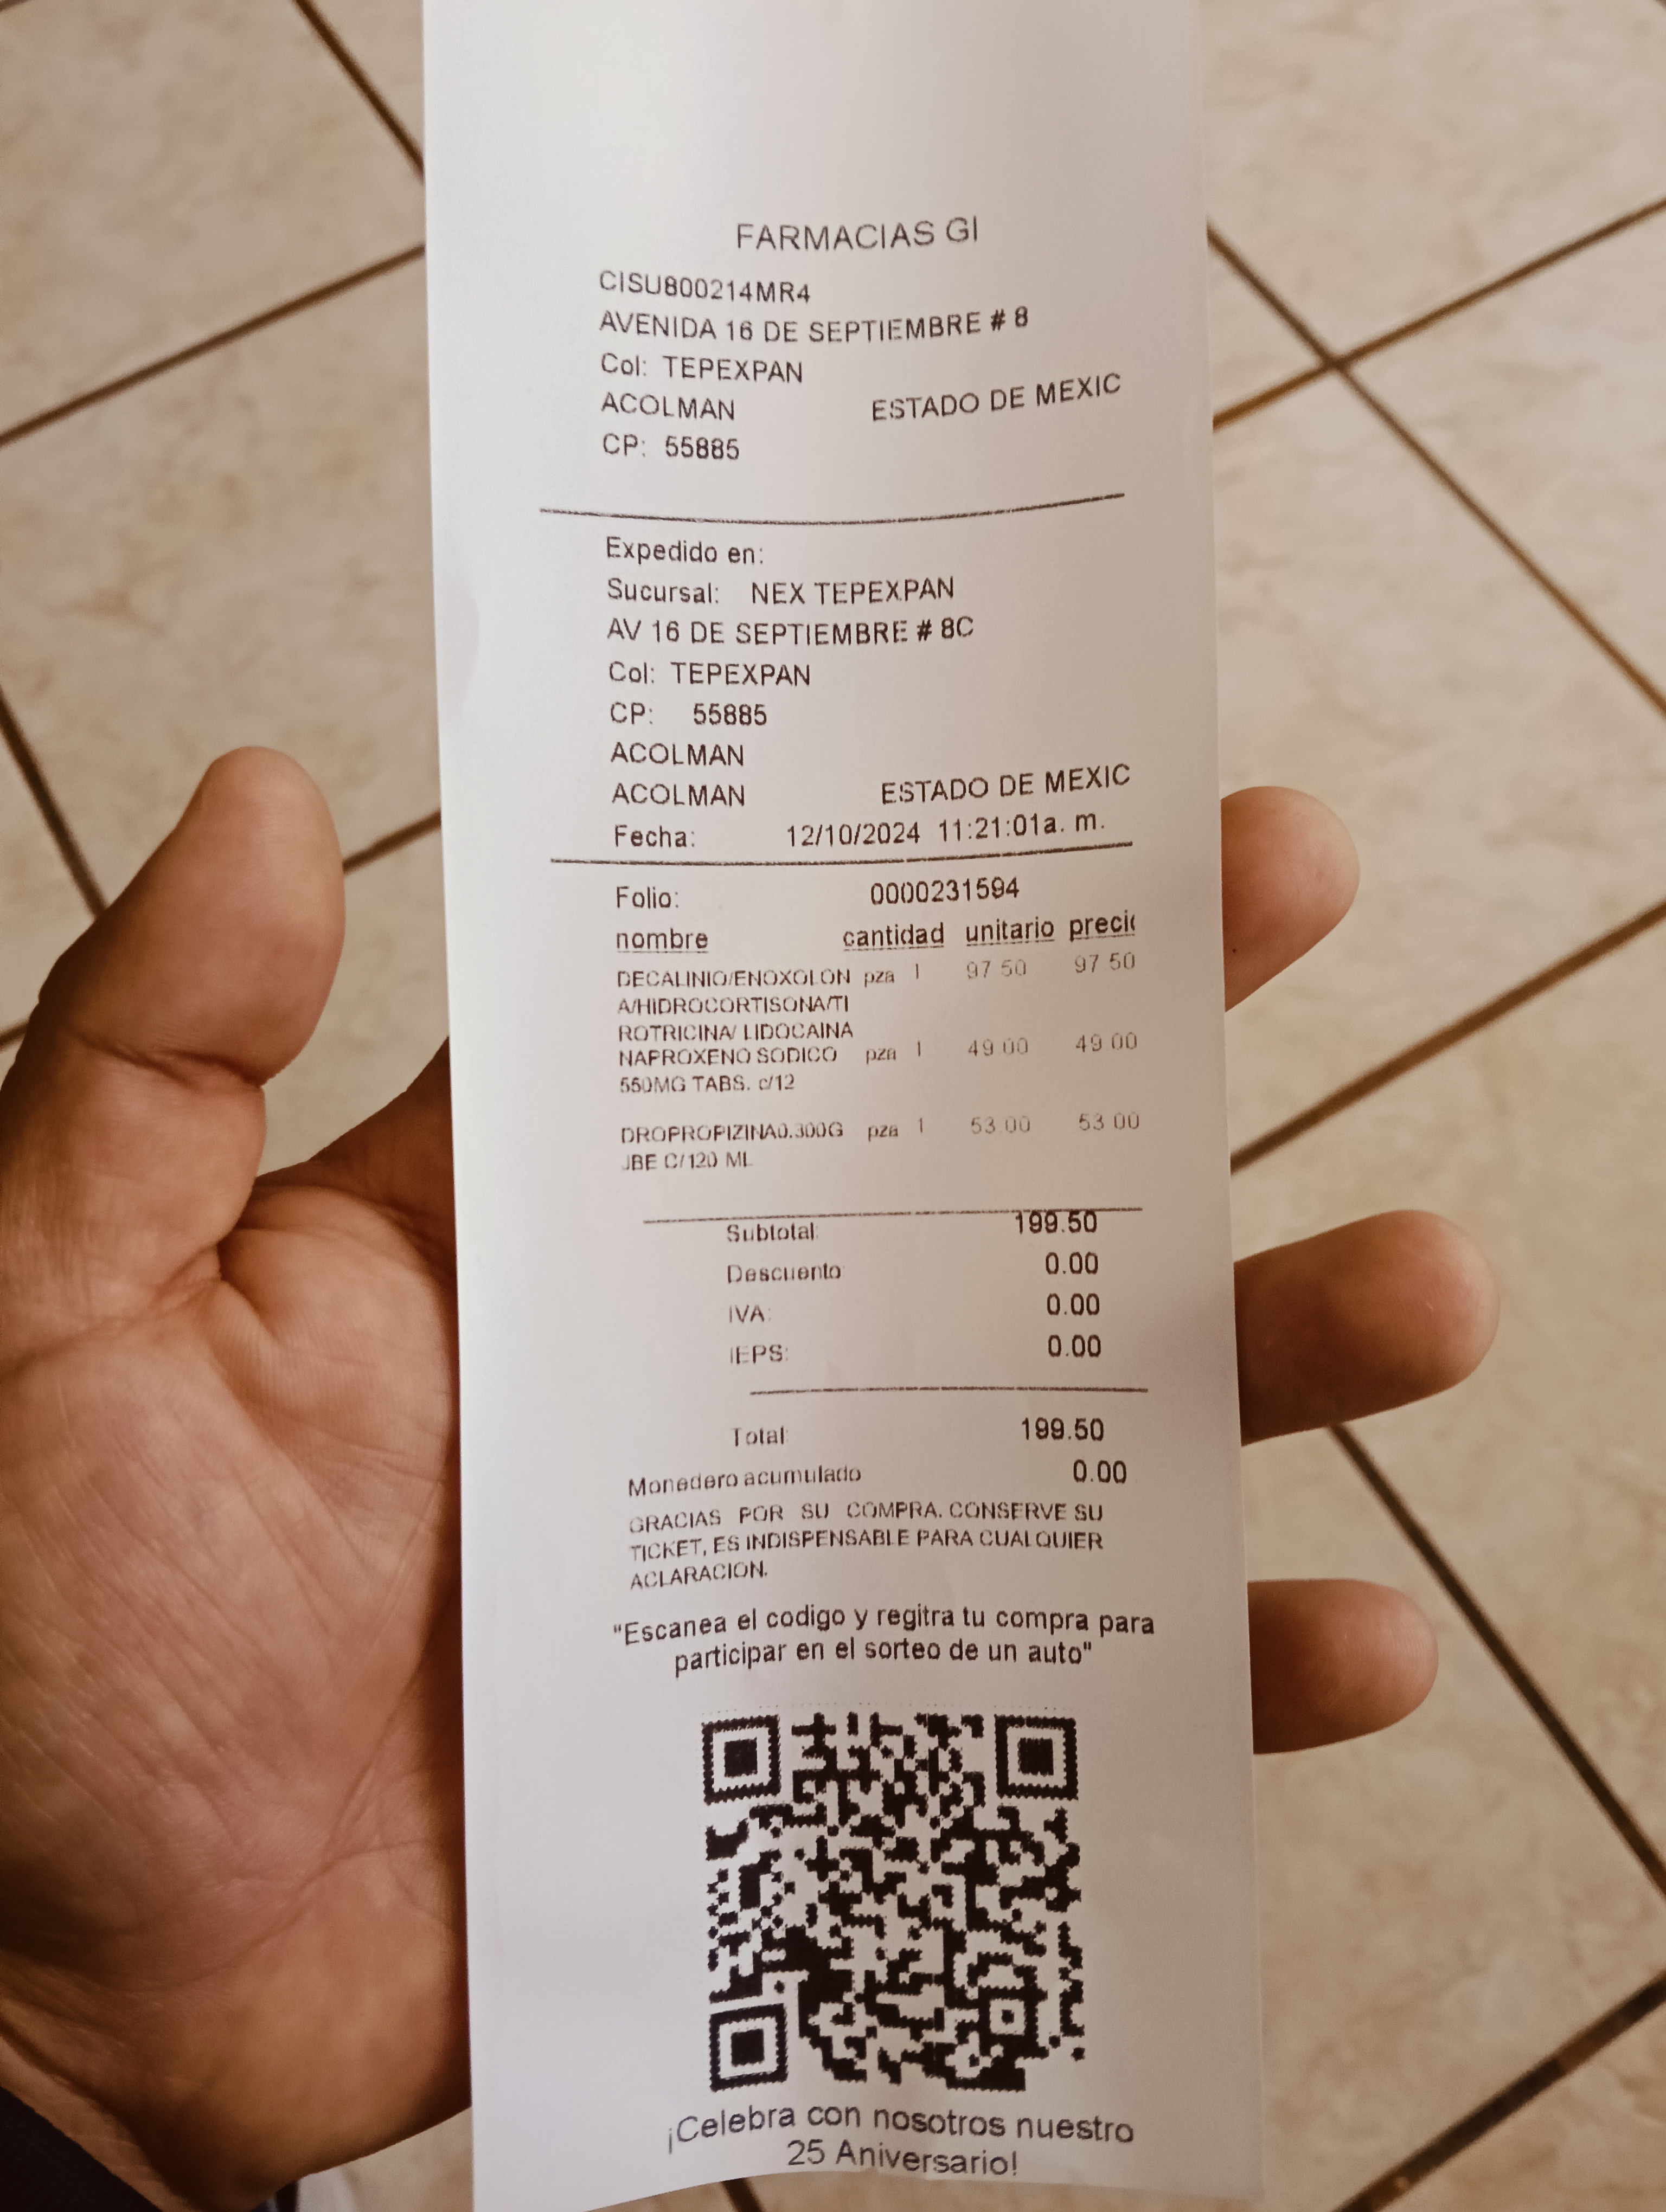 FARMACIAS GI
CISU800214MR4
AVENIDA 16 DE SEPTIEMBRE # 8
Col: TEPEXPAN
ACOLMAN ESTADO DE MEXIC
CP: 55885
Expedido en:
Sucursal: NEX TEPEXPAN
AV 16 DE SEPTIEMBRE # 8C
Col: TEPEXPAN
CP: 55885
ACOLMAN
ACOLMAN ESTADO DE MEXIC
Fecha: 12/10/2024 11:21:01a. m.
Folio: 0000231594
nombre cantidad unitario preci
DECALINIO/ENOXOLON pza 1 97.50 97.50
A/HIDROCORTISONA/TI
ROTRICINA/ LIDOCAINA
NAPROXENO SODICO pza 1 49.00 49.00
550MG TABS. c/12
DROPROPIZINA0.300G pza 1 53.00 53.00
JBE C/120 ML
Subtotal: 199.50
Descuento 0.00
IVA: 0.00
IEPS: 0.00
Total: 199.50
Monedero acumulado 0.00
GRACIAS POR SU COMPRA. CONSERVE SU
TICKET, ES INDISPENSABLE PARA CUALQUIER
ACLARACION.
"Escanea el codigo y regitra tu compra para
participar en el sorteo de un auto"
¡Celebra con nosotros nuestro
25 Aniversario!